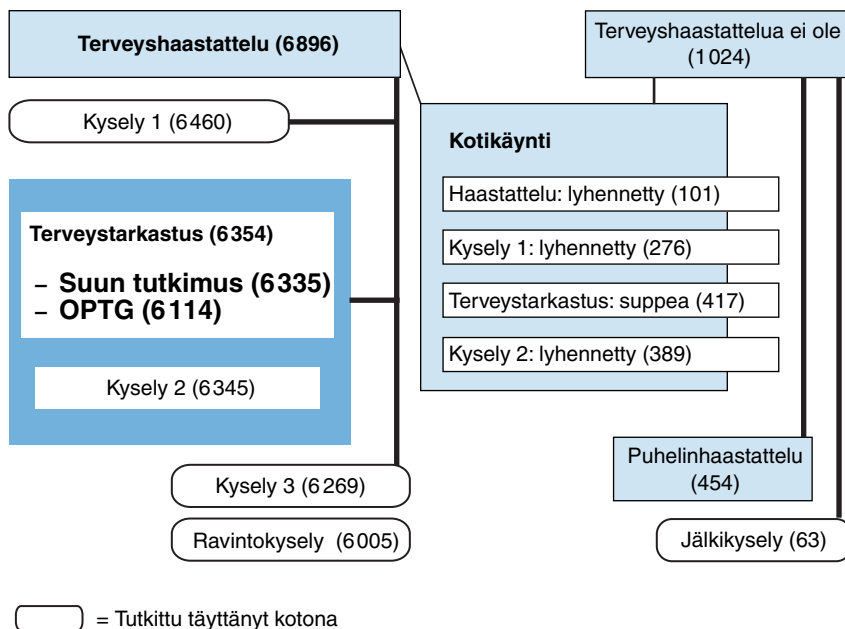 Terveyshaastattelu (6896)
Terveyshaastattelua ei ole
(1024)
Kysely 1 (6460)
Kotikäynti
Haastattelu: lyhennetty (101)
Kysely 1: lyhennetty (276)
Terveystarkastus: suppea (417)
Kysely 2: lyhennetty (389)
Terveystarkastus (6354)
– Suun tutkimus (6335)
– OPTG (6114)
Kysely 2 (6345)
Kysely 3 (6269)
Ravintokysely (6005)
Puhelinhaastattelu
(454)
Jälkikysely (63)
= Tutkittu täyttänyt kotona